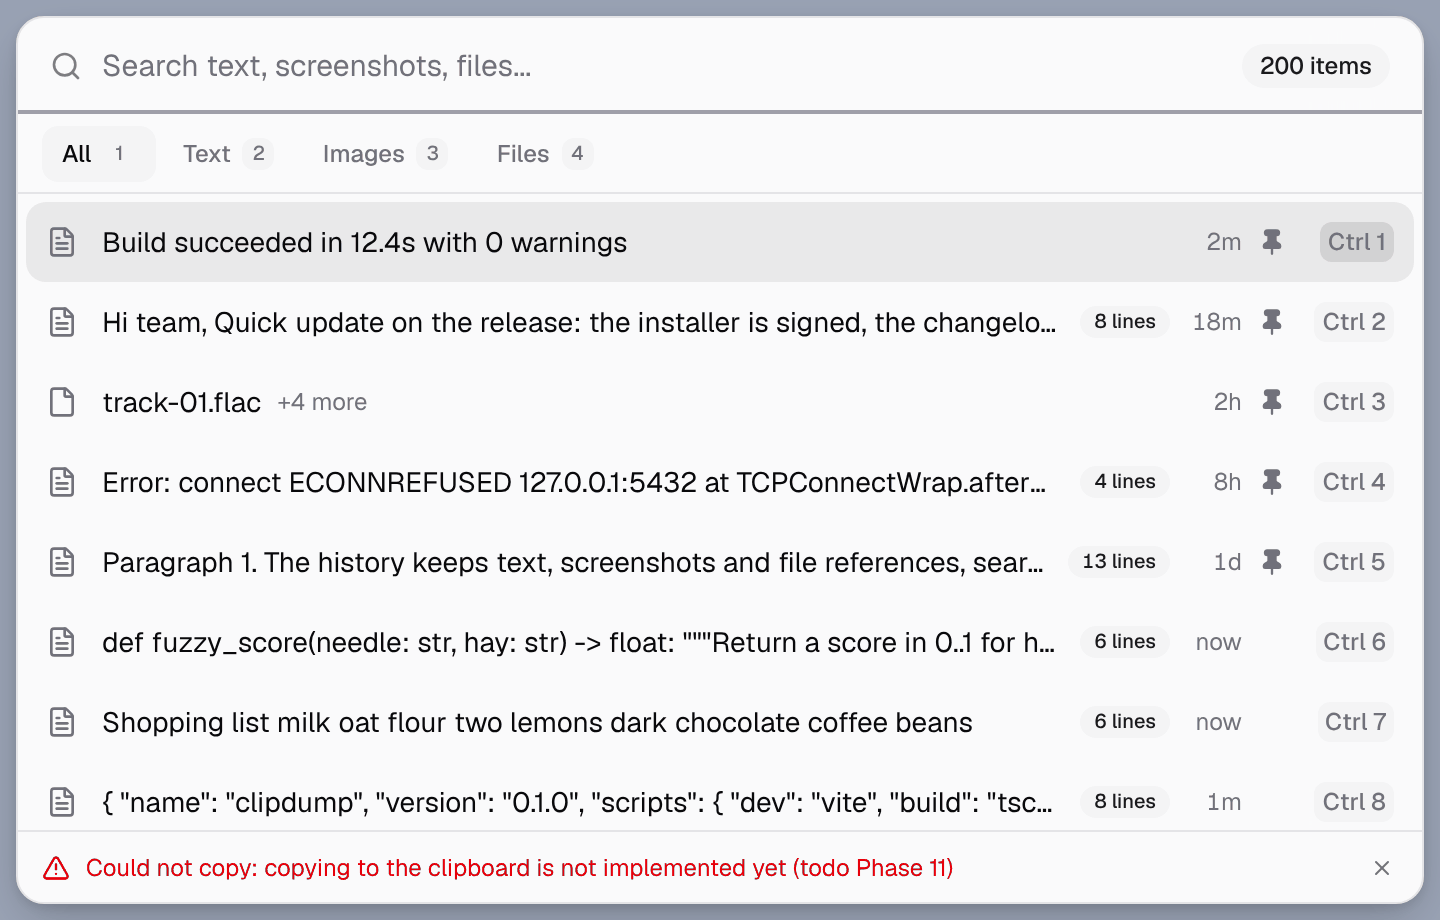 Search text, screenshots, files...
200 items
All 1 Text 2 Images 3 Files 4
Build succeeded in 12.4s with 0 warnings 2m Ctrl 1
Hi team, Quick update on the release: the installer is signed, the changelo... 8 lines 18m Ctrl 2
track-01.flac +4 more 2h Ctrl 3
Error: connect ECONNREFUSED 127.0.0.1:5432 at TCPConnectWrap.after... 4 lines 8h Ctrl 4
Paragraph 1. The history keeps text, screenshots and file references, sear... 13 lines 1d Ctrl 5
def fuzzy_score(needle: str, hay: str) -> float: """Return a score in 0..1 for h... 6 lines now Ctrl 6
Shopping list milk oat flour two lemons dark chocolate coffee beans 6 lines now Ctrl 7
{ "name": "clipdump", "version": "0.1.0", "scripts": { "dev": "vite", "build": "tsc... 8 lines 1m Ctrl 8
Could not copy: copying to the clipboard is not implemented yet (todo Phase 11)